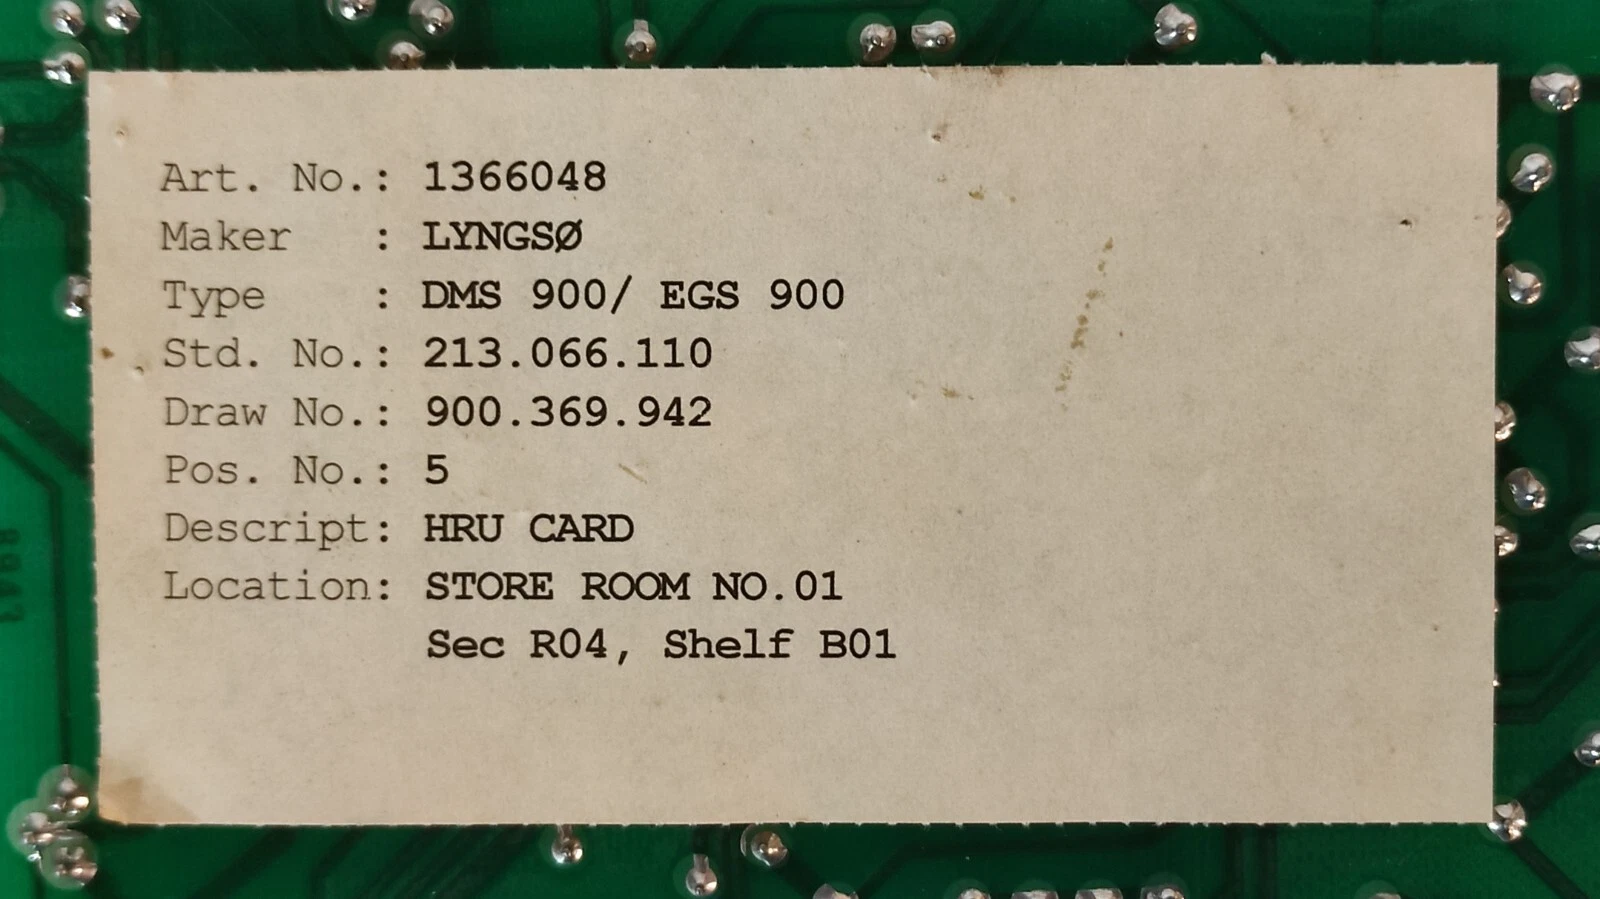 Art. No.: 1366048
Maker   : LYNGSØ
Type    : DMS 900/ EGS 900
Std. No.: 213.066.110
Draw No.: 900.369.942
Pos. No.: 5
Descript: HRU CARD
Location: STORE ROOM NO.01
Sec R04, Shelf B01